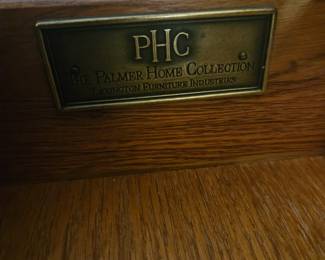 PHC
THE PALMER HOME COLLECTION
LEXINGTON FURNITURE INDUSTRIES